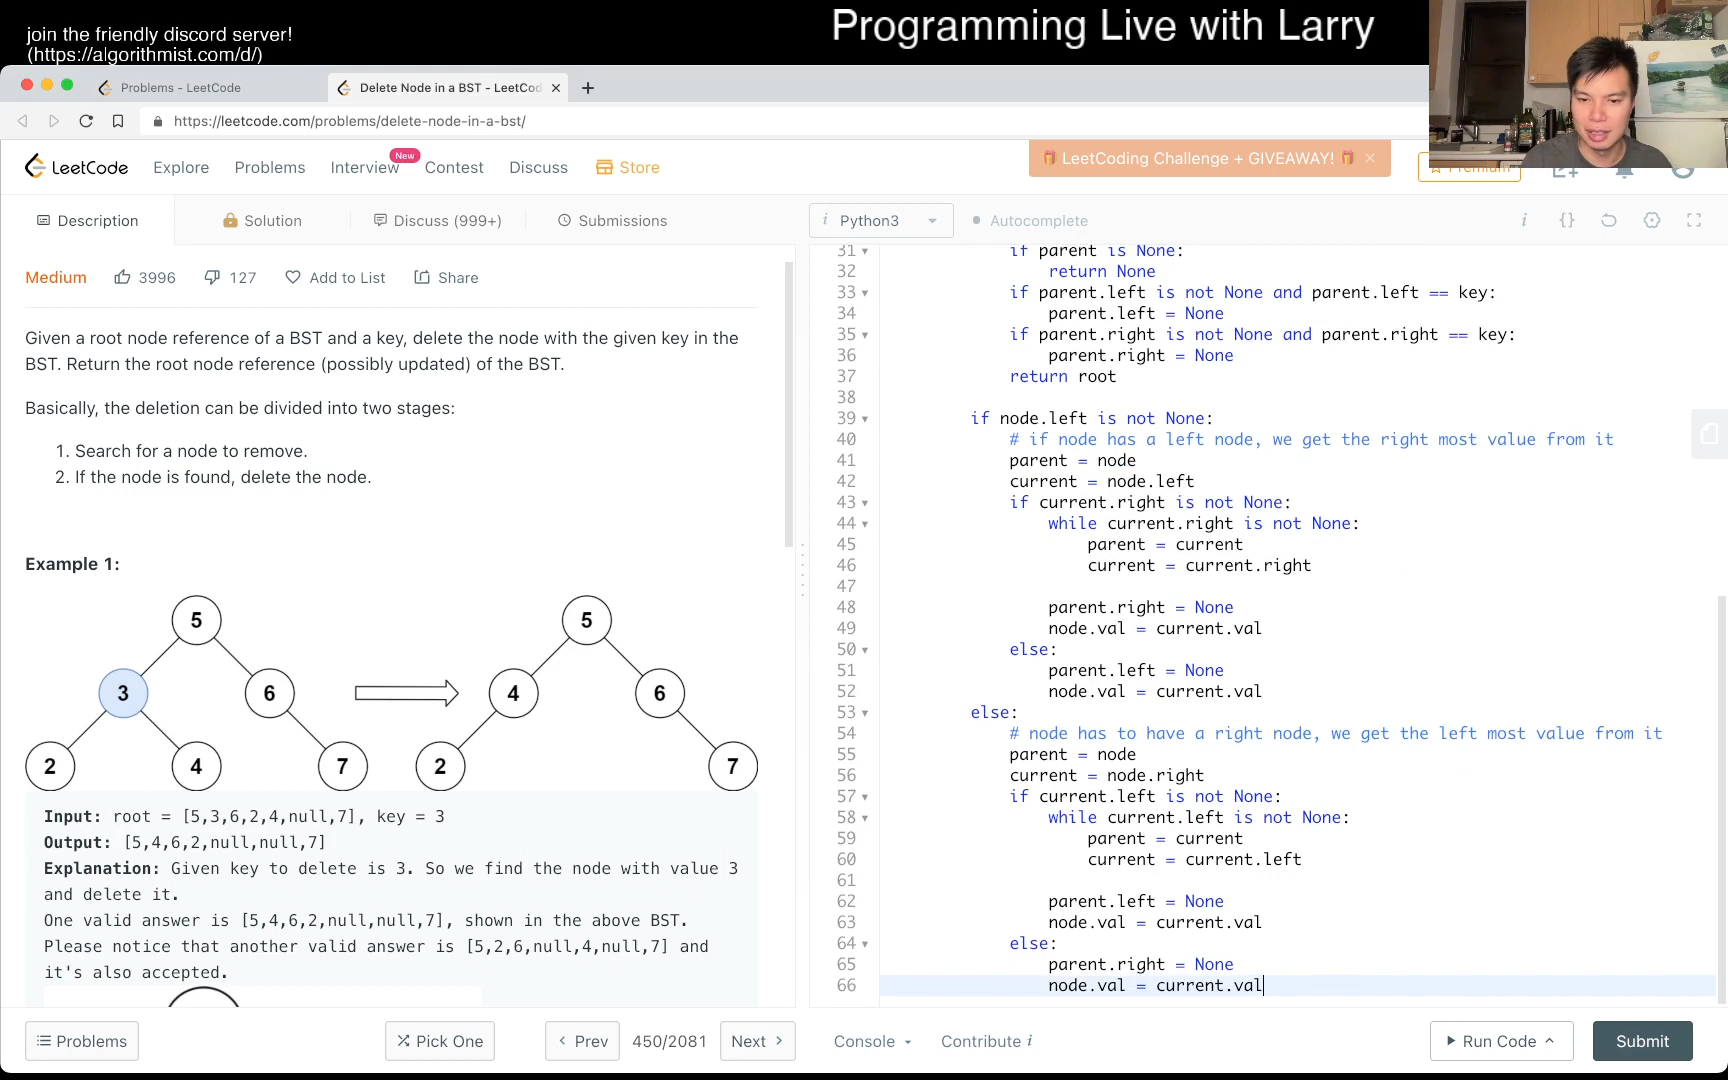 join the friendly discord server!
(https://algorithmist.com/d/)
Programming Live with Larry
Problems - LeetCode
Delete Node in a BST - LeetCod
https://leetcode.com/problems/delete-node-in-a-bst/
LeetCode
Explore
Problems
Interview
New
Contest
Discuss
Store
LeetCoding Challenge + GIVEAWAY!
Premium
Description
Solution
Discuss (999+)
Submissions
i Python3
Autocomplete
i {}
Medium
3996
127
Add to List
Share
Given a root node reference of a BST and a key, delete the node with the given key in the
BST. Return the root node reference (possibly updated) of the BST.
Basically, the deletion can be divided into two stages:
1. Search for a node to remove.
2. If the node is found, delete the node.
Example 1:
5 5
3 6 4 6
2 4 7 2 7
Input: root = [5,3,6,2,4,null,7], key = 3
Output: [5,4,6,2,null,null,7]
Explanation: Given key to delete is 3. So we find the node with value 3
and delete it.
One valid answer is [5,4,6,2,null,null,7], shown in the above BST.
Please notice that another valid answer is [5,2,6,null,4,null,7] and
it's also accepted.
31 if parent is None:
32 return None
33 if parent.left is not None and parent.left == key:
34 parent.left = None
35 if parent.right is not None and parent.right == key:
36 parent.right = None
37 return root
38
39 if node.left is not None:
40 # if node has a left node, we get the right most value from it
41 parent = node
42 current = node.left
43 if current.right is not None:
44 while current.right is not None:
45 parent = current
46 current = current.right
47
48 parent.right = None
49 node.val = current.val
50 else:
51 parent.left = None
52 node.val = current.val
53 else:
54 # node has to have a right node, we get the left most value from it
55 parent = node
56 current = node.right
57 if current.left is not None:
58 while current.left is not None:
59 parent = current
60 current = current.left
61
62 parent.left = None
63 node.val = current.val
64 else:
65 parent.right = None
66 node.val = current.val
Problems
Pick One
Prev
450/2081
Next
Console
Contribute i
Run Code
Submit